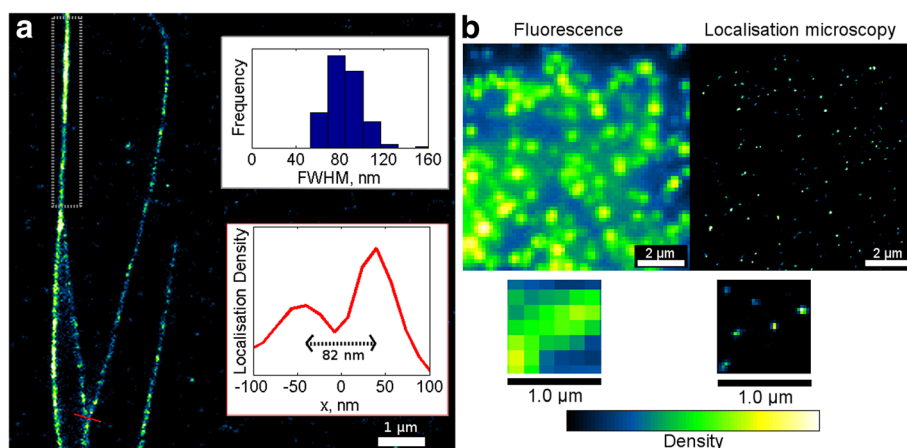 a
Frequency
0 40 80 120 160
FWHM, nm
Localisation Density
82 nm
-100 -50 0 50 100
x, nm
1 µm
b
Fluorescence Localisation microscopy
2 µm 2 µm
1.0 µm 1.0 µm
Density